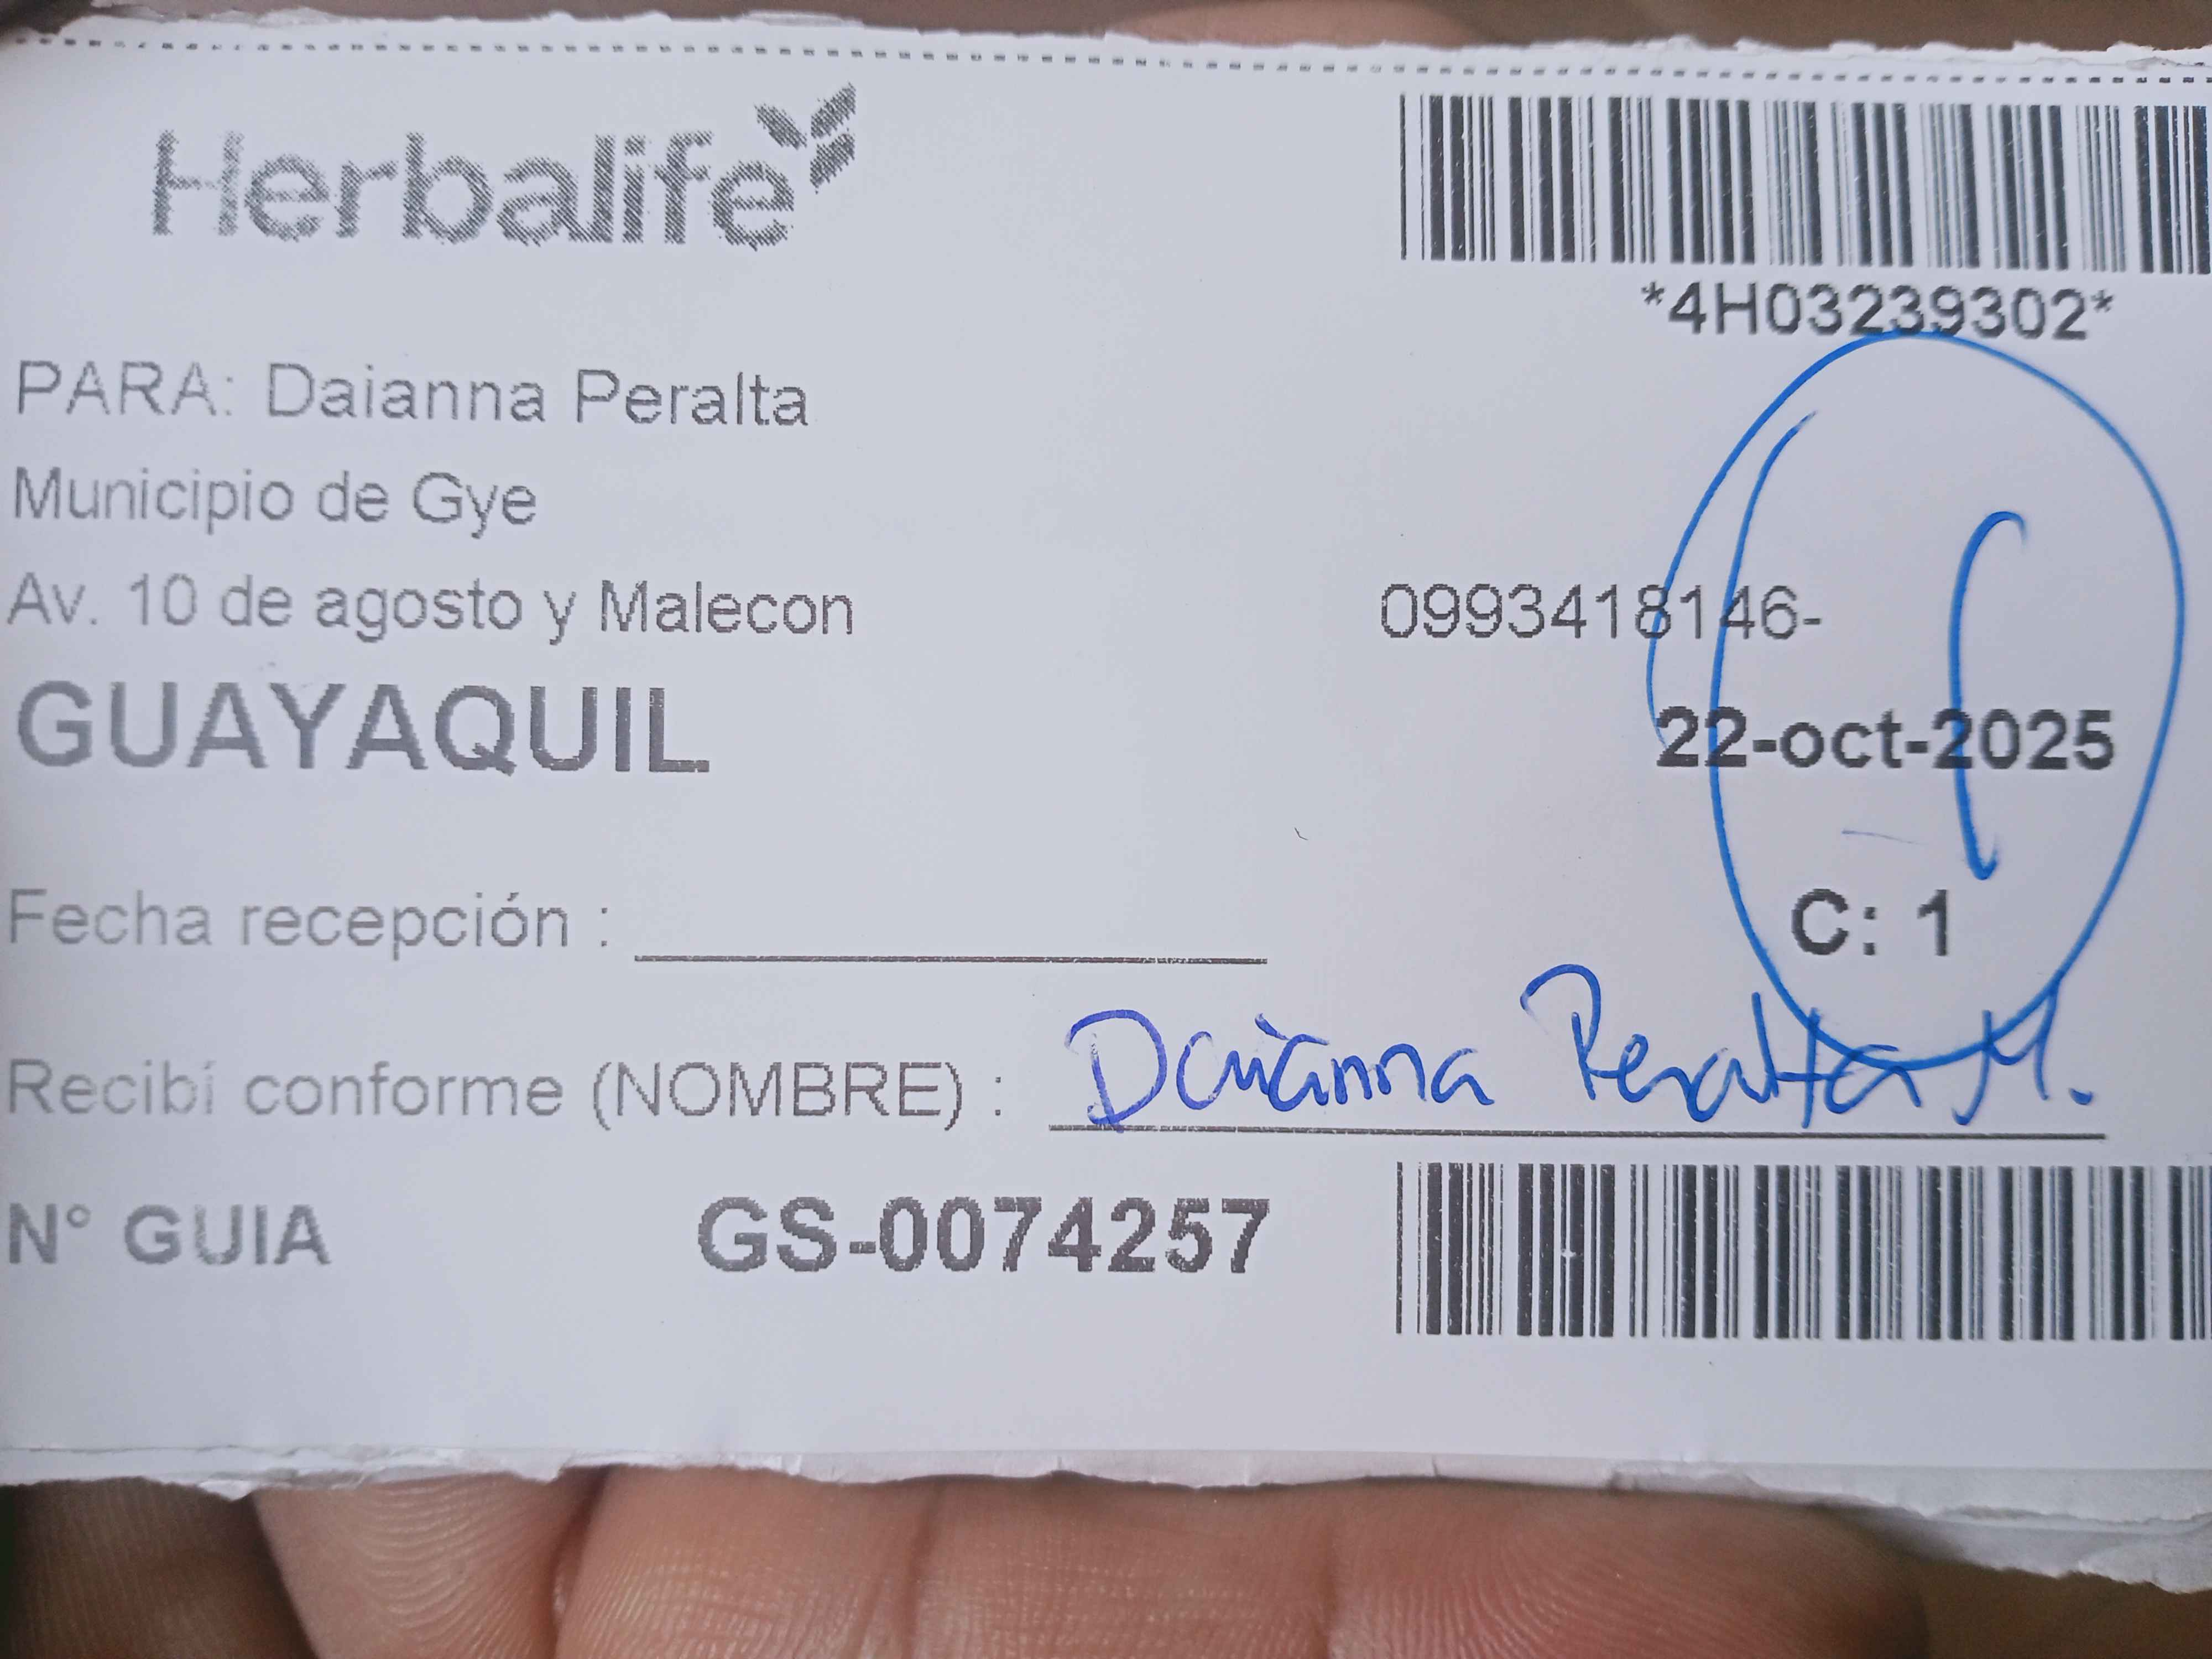 Herbalife
*4H03239302*
PARA: Daianna Peralta
Municipio de Gye
Av. 10 de agosto y Malecon 0993418146-
GUAYAQUIL 22-oct-2025
C: 1
Fecha recepción :
Recibí conforme (NOMBRE) : Daianna Peralta M.
N° GUIA GS-0074257